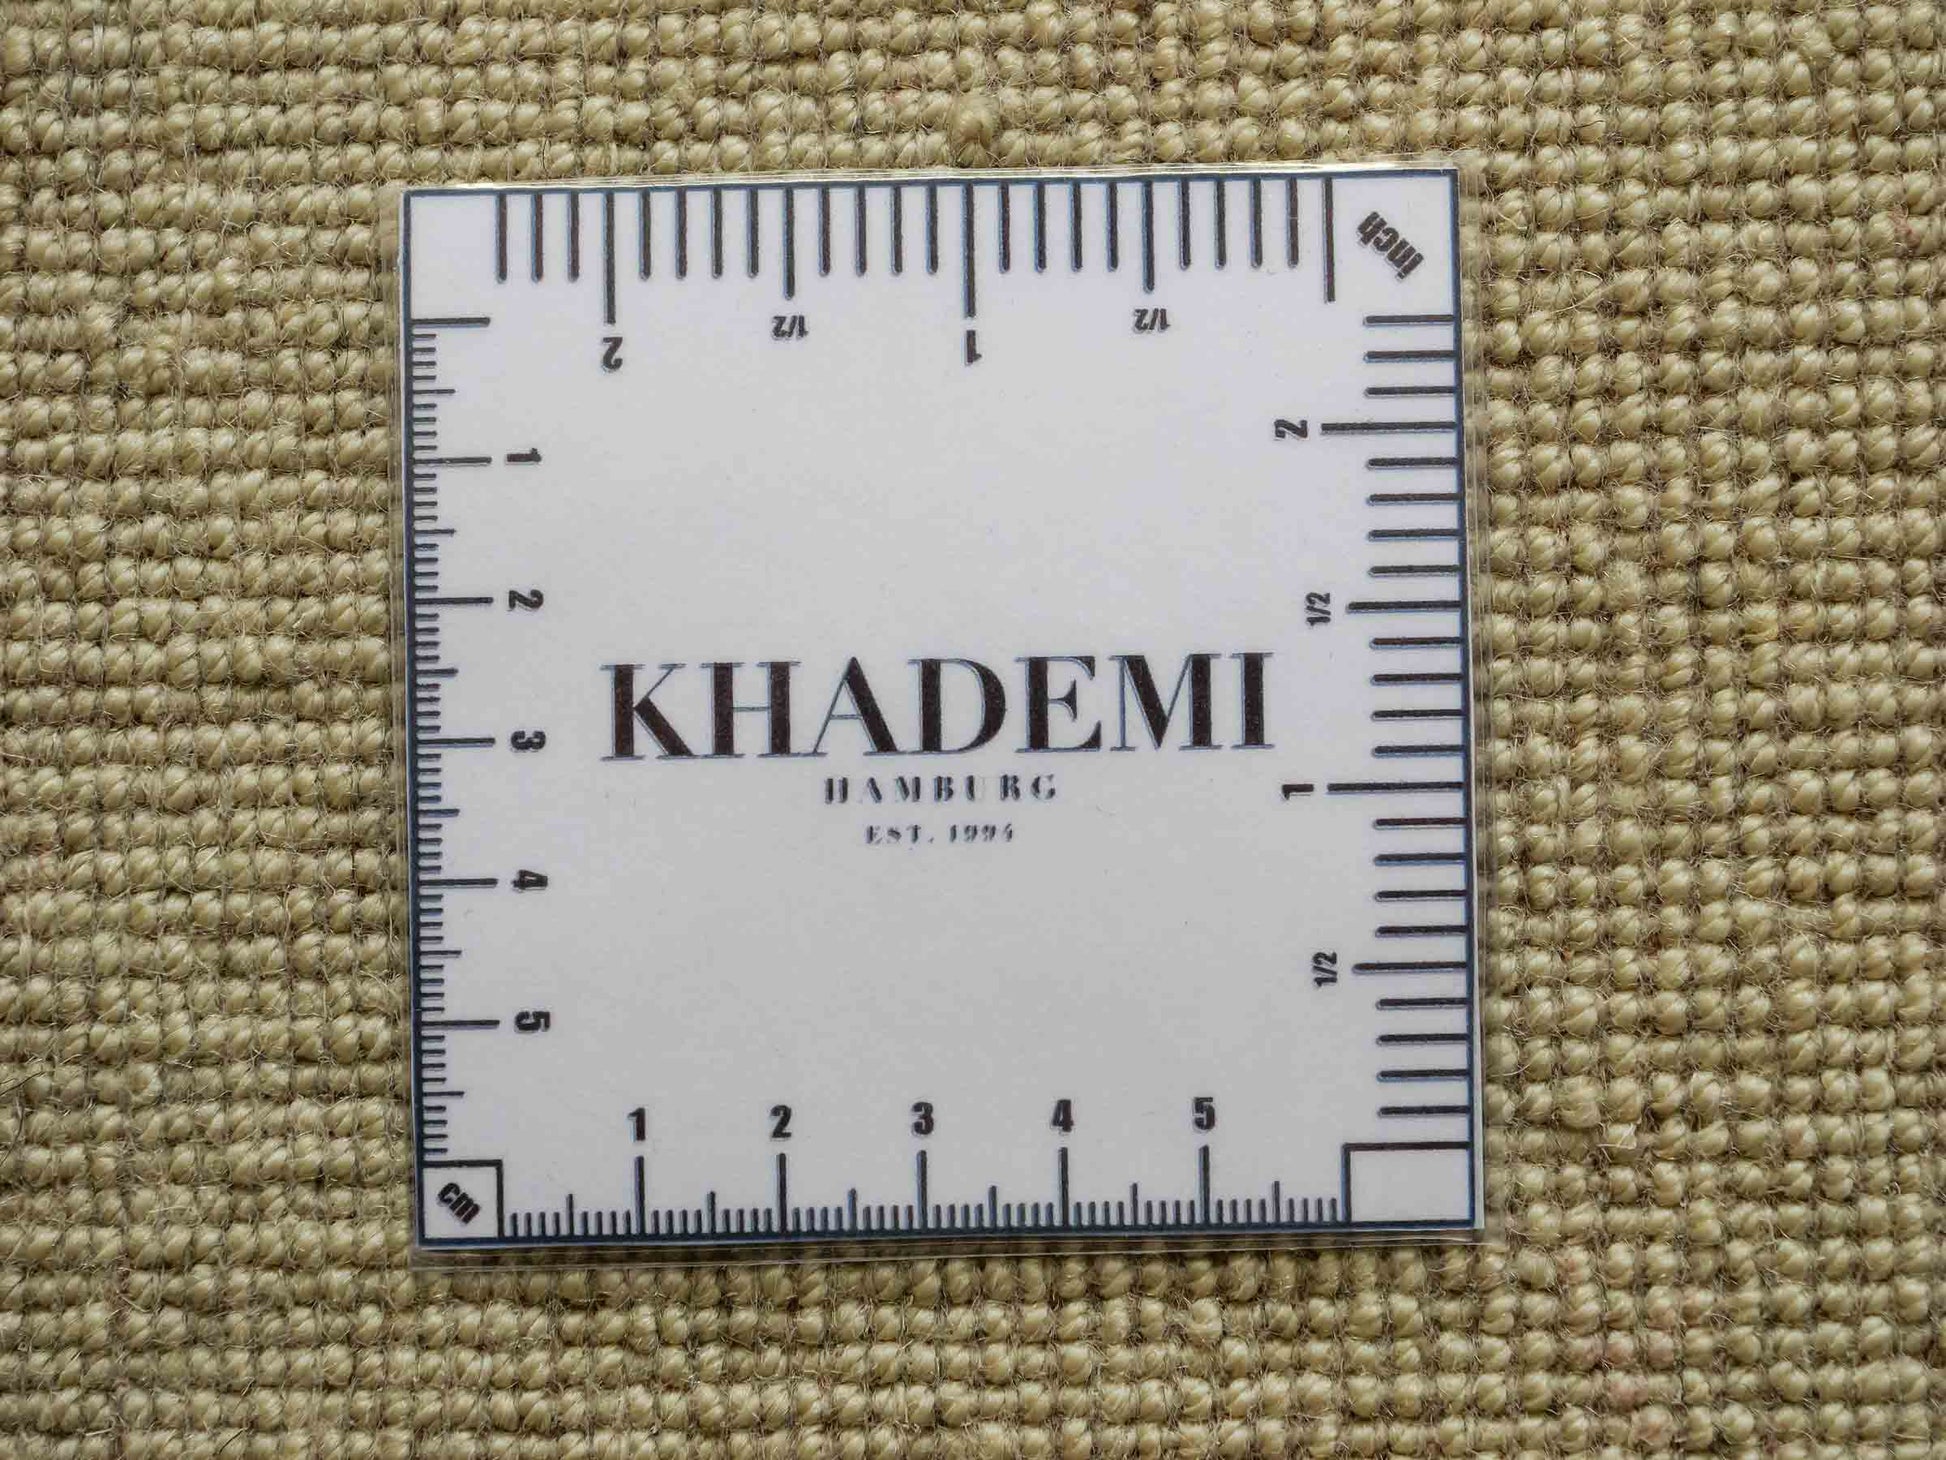 inch
2 1/2 1 1/2
2
1/2
1
1/2
1
2
3
4
5
KHADEMI
HAMBURG
EST. 1994
1 2 3 4 5
cm